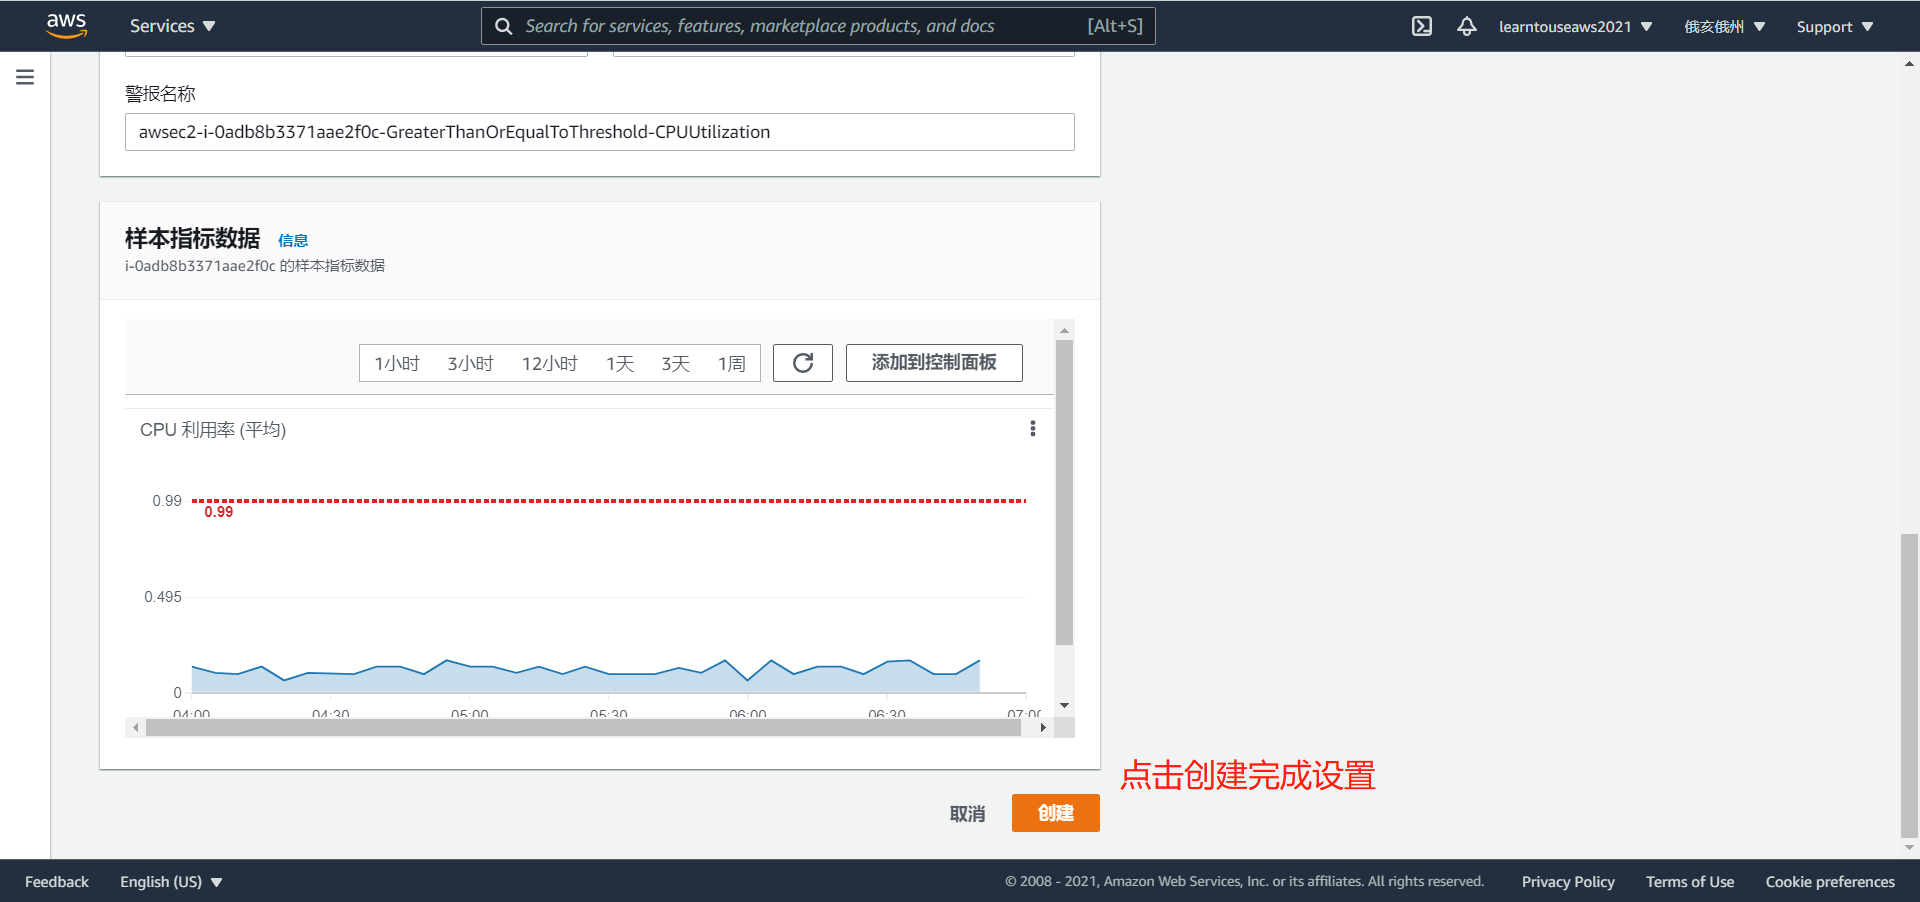 aws
Services
Search for services, features, marketplace products, and docs [Alt+S]
learntouseaws2021
俄亥俄州
Support
警报名称
awsec2-i-0adb8b3371aae2f0c-GreaterThanOrEqualToThreshold-CPUUtilization
样本指标数据 信息
i-0adb8b3371aae2f0c 的样本指标数据
1小时 3小时 12小时 1天 3天 1周
添加到控制面板
CPU 利用率 (平均)
0.99
0.99
0.495
0
04:00 04:30 05:00 05:30 06:00 06:30 07:00
点击创建完成设置
取消 创建
Feedback English (US) © 2008 - 2021, Amazon Web Services, Inc. or its affiliates. All rights reserved. Privacy Policy Terms of Use Cookie preferences